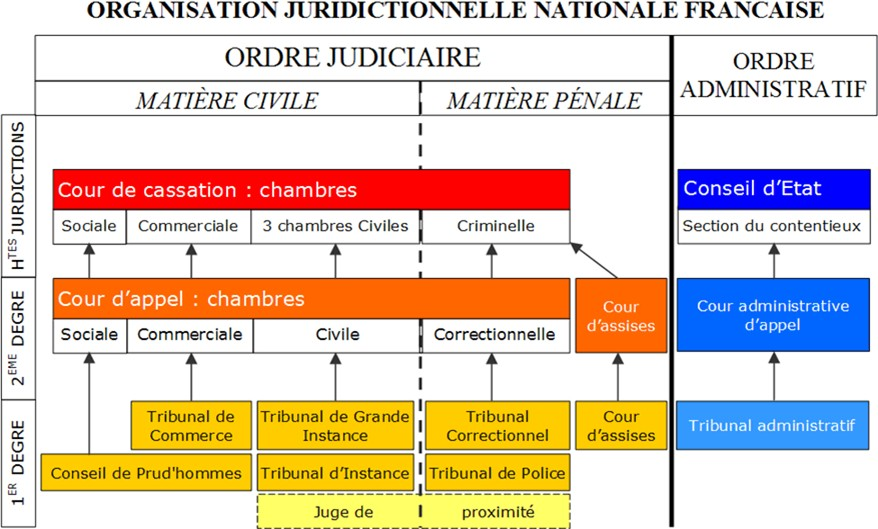 ORGANISATION JURIDICTIONNELLE NATIONALE FRANCAISE
ORDRE JUDICIAIRE
ORDRE
ADMINISTRATIF
MATIÈRE CIVILE
MATIÈRE PÉNALE
HTES JURDICTIONS
Cour de cassation : chambres
Conseil d'Etat
Sociale
Commerciale
3 chambres Civiles
Criminelle
Section du contentieux
2EME DEGRE
Cour d'appel : chambres
Cour
d'assises
Cour administrative
d'appel
Sociale
Commerciale
Civile
Correctionnelle
1ER DEGRE
Tribunal de
Commerce
Tribunal de Grande
Instance
Tribunal
Correctionnel
Cour
d'assises
Tribunal administratif
Conseil de Prud'hommes
Tribunal d'Instance
Tribunal de Police
Juge de proximité